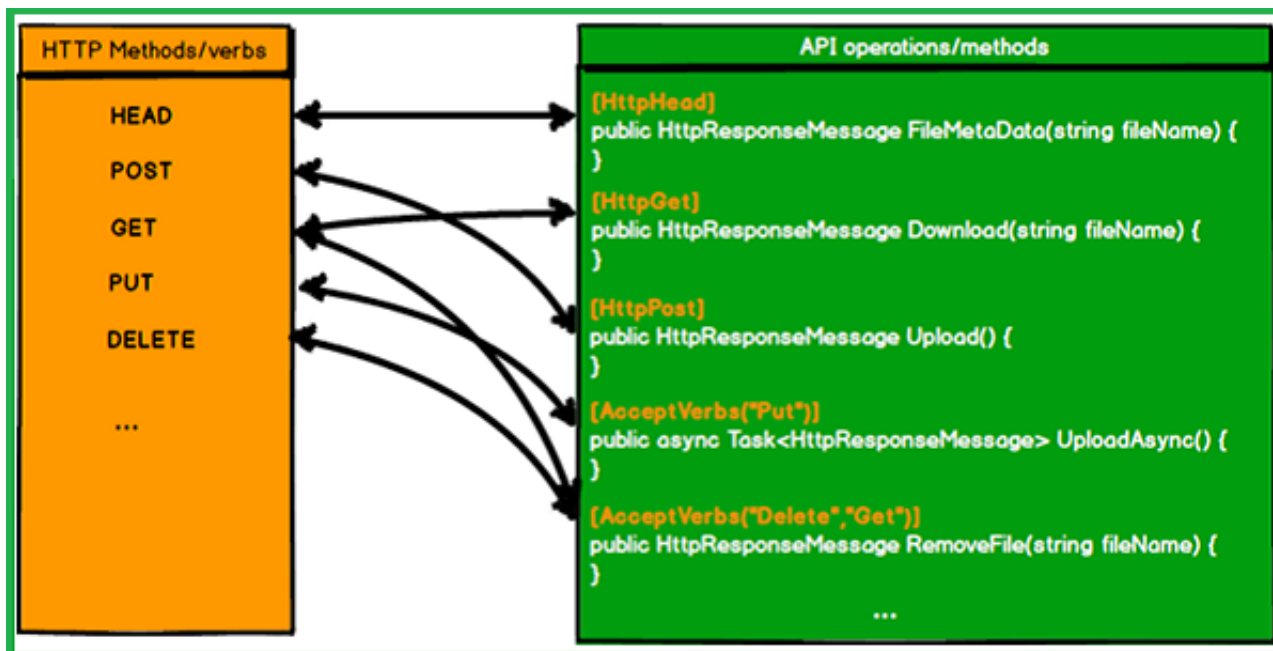 HTTP Methods/verbs
HEAD
POST
GET
PUT
DELETE
...
API operations/methods
[HttpHead]
public HttpResponseMessage FileMetaData(string fileName) {
}
[HttpGet]
public HttpResponseMessage Download(string fileName) {
}
[HttpPost]
public HttpResponseMessage Upload() {
}
[AcceptVerbs("Put")]
public async Task<HttpResponseMessage> UploadAsync() {
}
[AcceptVerbs("Delete","Get")]
public HttpResponseMessage RemoveFile(string fileName) {
}
...